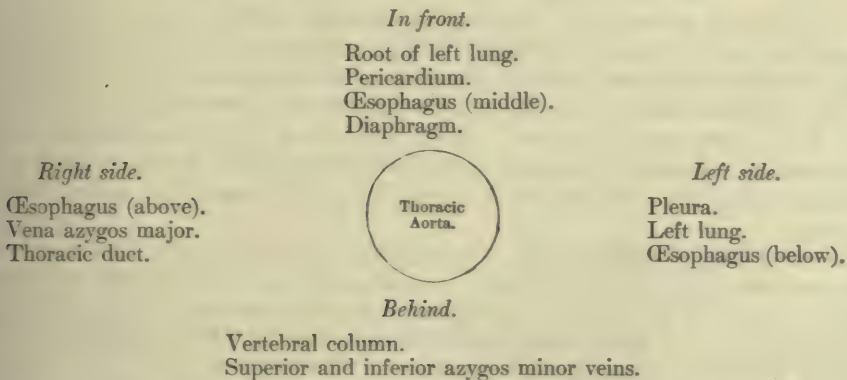 In front.
Root of left lung.
Pericardium.
Œsophagus (middle).
Diaphragm.
Right side.
Œsophagus (above).
Vena azygos major.
Thoracic duct.
Thoracic
Aorta.
Left side.
Pleura.
Left lung.
Œsophagus (below).
Behind.
Vertebral column.
Superior and inferior azygos minor veins.